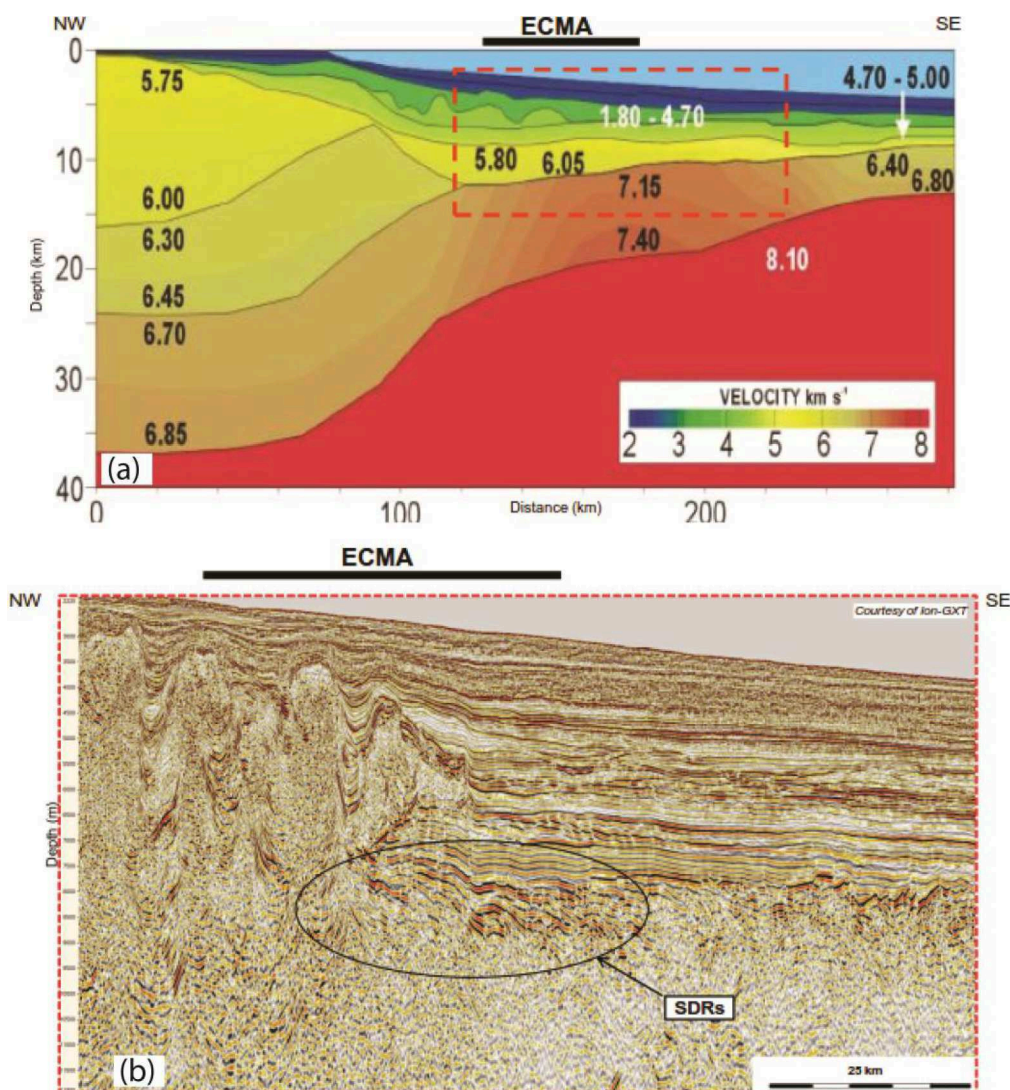 NW
ECMA
SE
0
5.75
4.70 - 5.00
1.80 - 4.70
10
5.80
6.05
6.40
6.80
7.15
6.00
6.30
7.40
8.10
Depth (km)
20
6.45
6.70
30
VELOCITY km s⁻¹
2 3 4 5 6 7 8
6.85
(a)
40
0
100
Distance (km)
200
ECMA
NW
SE
Courtesy of Ion-GXT
Depth (m)
SDRs
(b)
25 km